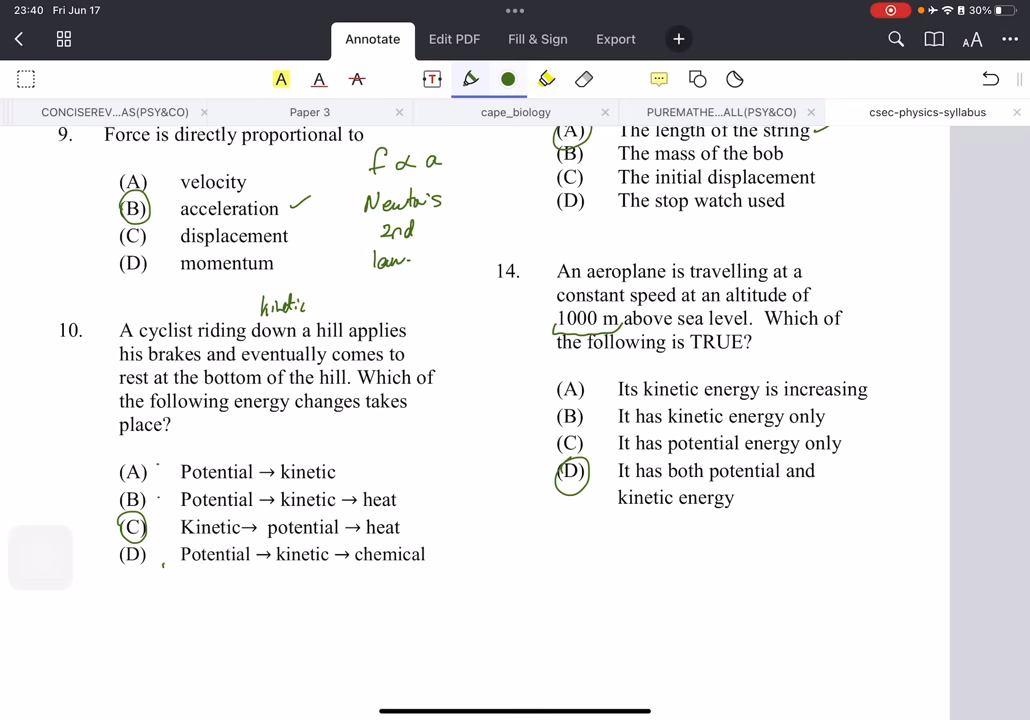 23:40 Fri Jun 17
30%
Annotate
Edit PDF
Fill & Sign
Export
AA
A A A T
CONCISEREV...AS(PSY&CO)
Paper 3
cape_biology
PUREMATHE...ALL(PSY&CO)
csec-physics-syllabus
9. Force is directly proportional to
f ∝ a
(A) velocity
(B) acceleration
(C) displacement
(D) momentum
Newton's
2nd
law.
kinetic
10. A cyclist riding down a hill applies
his brakes and eventually comes to
rest at the bottom of the hill. Which of
the following energy changes takes
place?
(A) Potential → kinetic
(B) Potential → kinetic → heat
(C) Kinetic→ potential → heat
(D) Potential → kinetic → chemical
(A) The length of the string
(B) The mass of the bob
(C) The initial displacement
(D) The stop watch used
14. An aeroplane is travelling at a
constant speed at an altitude of
1000 m above sea level. Which of
the following is TRUE?
(A) Its kinetic energy is increasing
(B) It has kinetic energy only
(C) It has potential energy only
(D) It has both potential and
kinetic energy